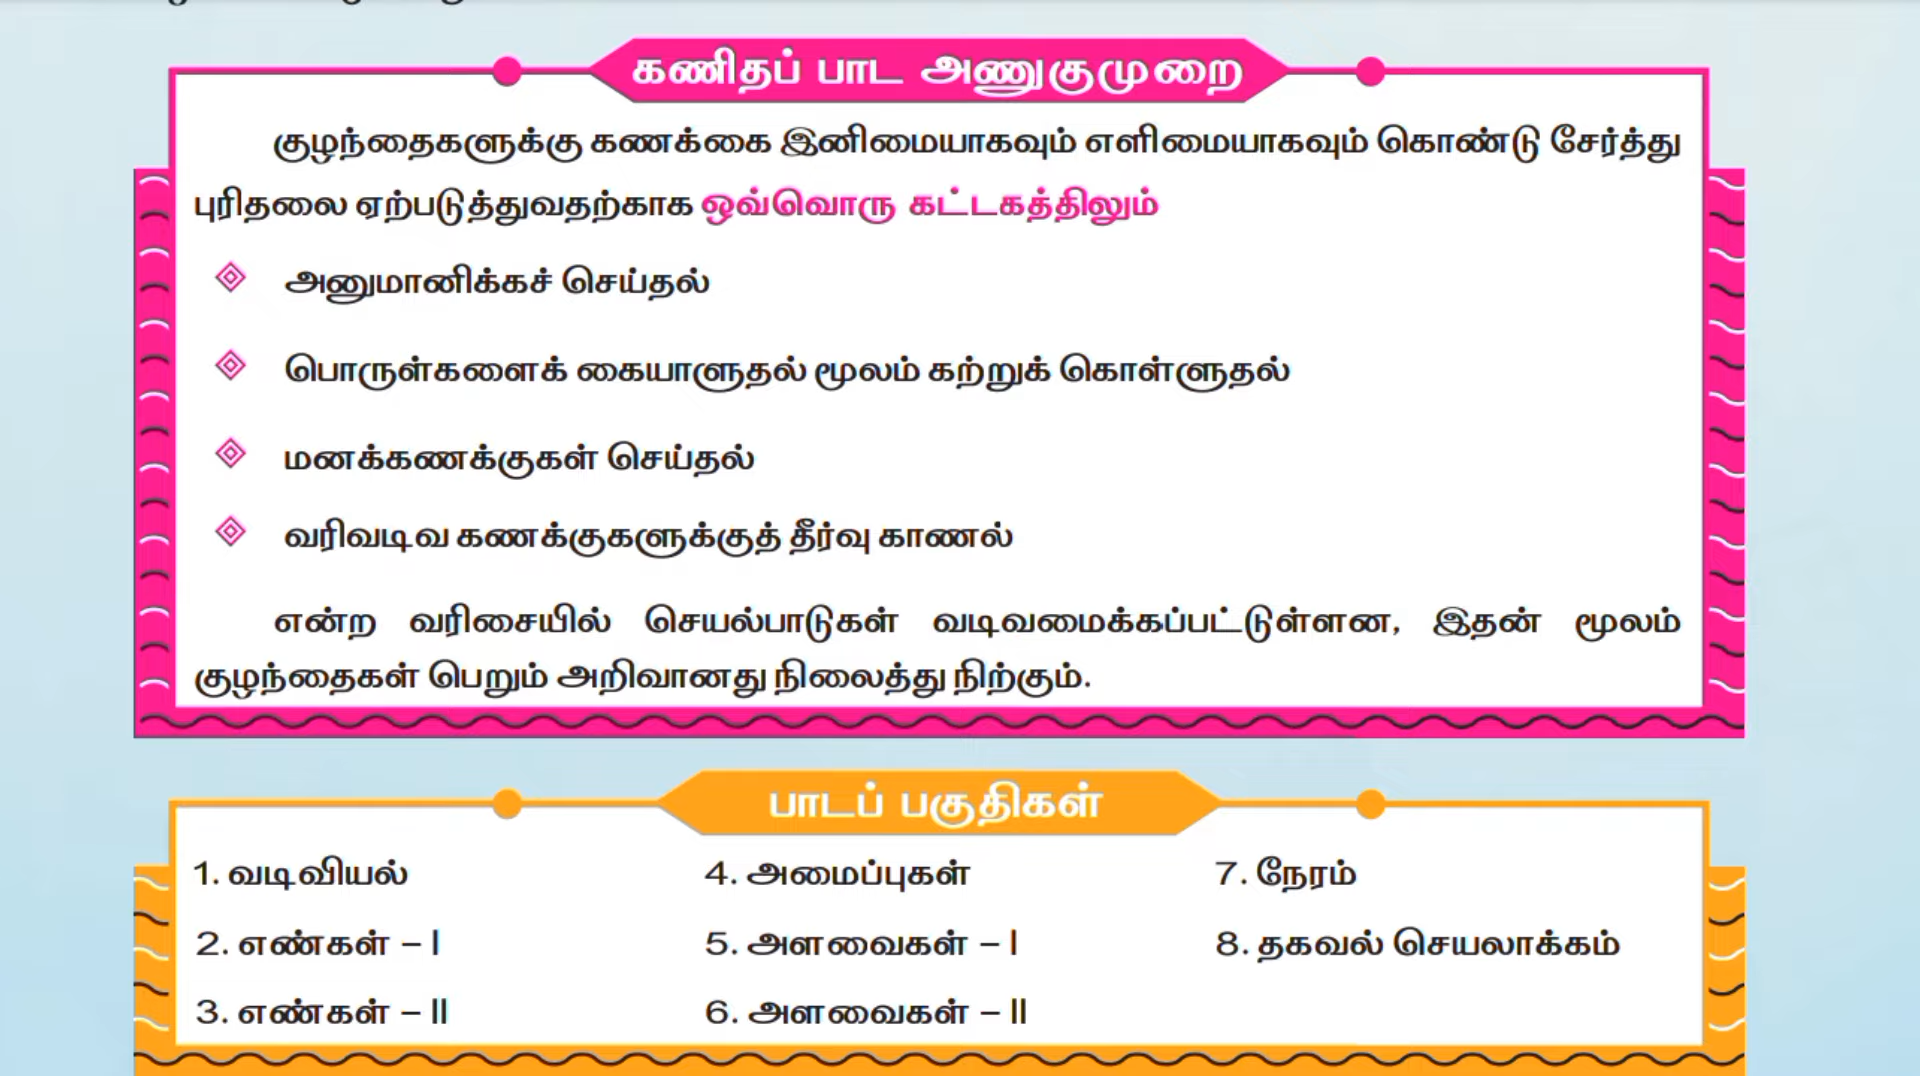 கணிதப் பாட அணுகுமுறை
குழந்தைகளுக்கு கணக்கை இனிமையாகவும் எளிமையாகவும் கொண்டு சேர்த்து
புரிதலை ஏற்படுத்துவதற்காக ஒவ்வொரு கட்டகத்திலும்
அனுமானிக்கச் செய்தல்
பொருள்களைக் கையாளுதல் மூலம் கற்றுக் கொள்ளுதல்
மனக்கணக்குகள் செய்தல்
வரிவடிவ கணக்குகளுக்குத் தீர்வு காணல்
என்ற வரிசையில் செயல்பாடுகள் வடிவமைக்கப்பட்டுள்ளன, இதன் மூலம்
குழந்தைகள் பெறும் அறிவானது நிலைத்து நிற்கும்.
பாடப் பகுதிகள்
1. வடிவியல்
2. எண்கள் – I
3. எண்கள் – II
4. அமைப்புகள்
5. அளவைகள் – I
6. அளவைகள் – II
7. நேரம்
8. தகவல் செயலாக்கம்